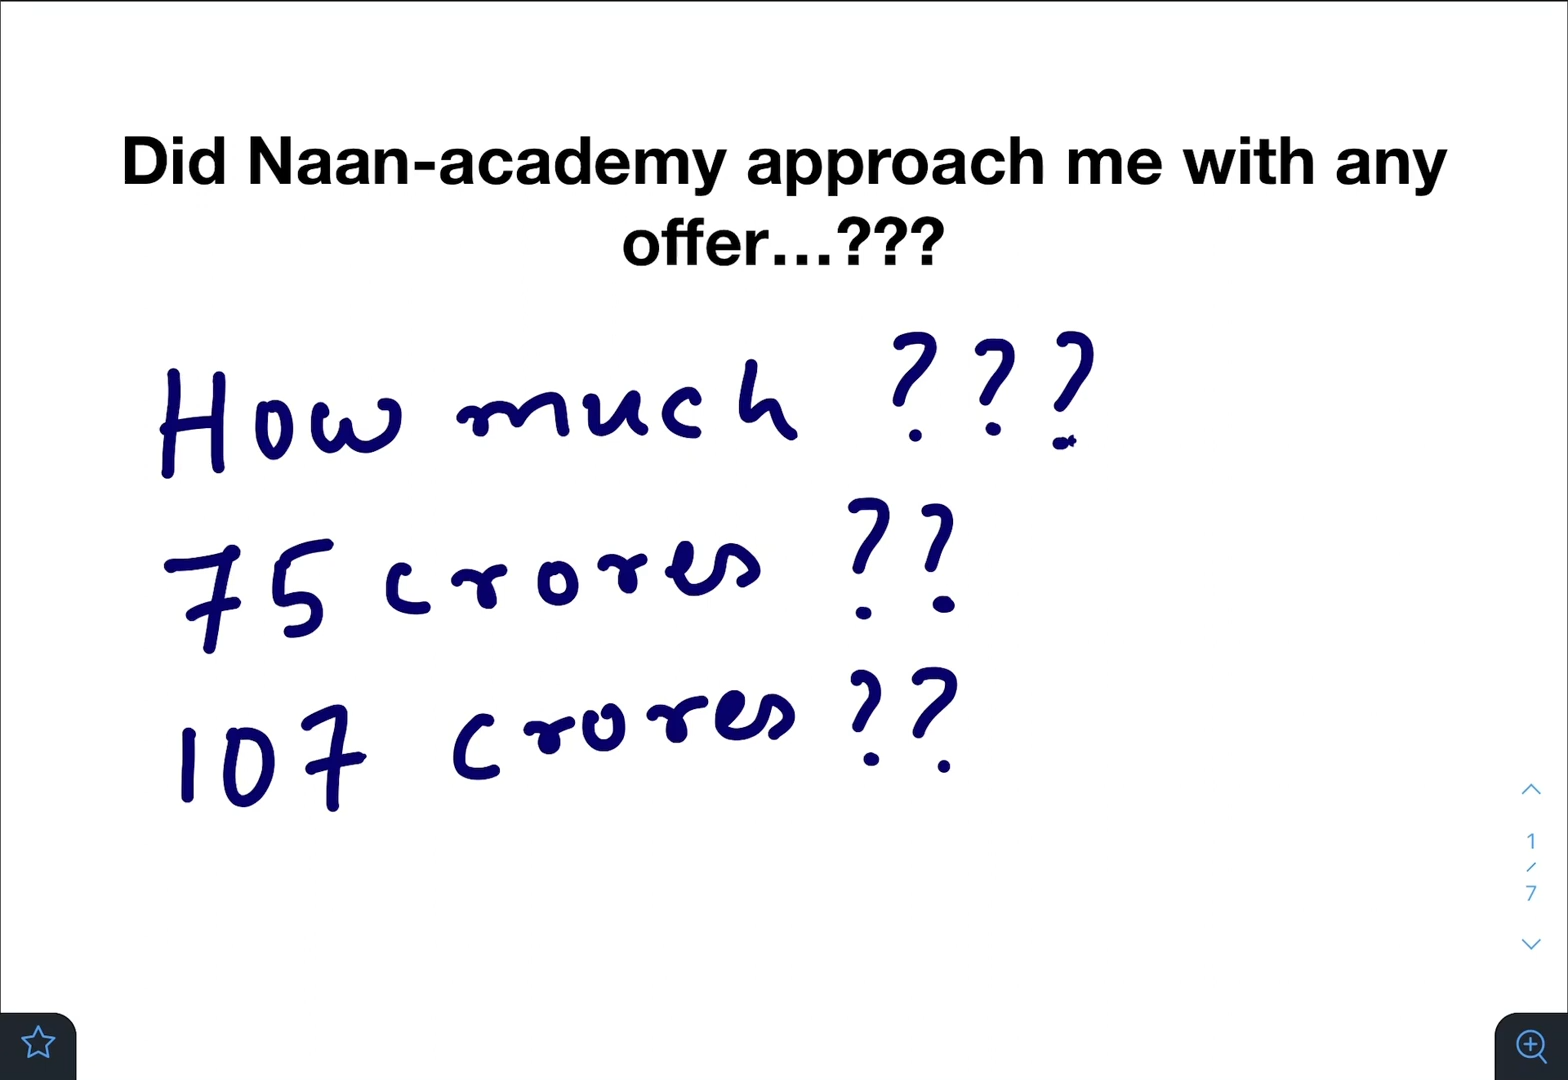 Did Naan-academy approach me with any
offer...???
How much ???
75 crores ??
107 crores ??
1
/
7